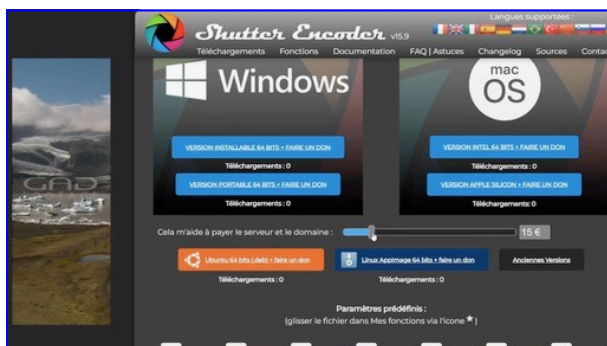 Langues supportées :
Shutter Encoder v15.9
Téléchargements Fonctions Documentation FAQ | Astuces Changelog Sources Contac
Windows
mac
OS
VERSION INSTALLABLE 64 BITS + FAIRE UN DON
VERSION INTEL 64 BITS + FAIRE UN DON
Téléchargements : 0
Téléchargements : 0
VERSION PORTABLE 64 BITS + FAIRE UN DON
VERSION APPLE SILICON + FAIRE UN DON
Téléchargements : 0
Téléchargements: 0
GAD
Cela m'aide à payer le serveur et le domaine : 15 €
Ubuntu 64 bits (.deb) + faire un don
Linux AppImage 64 bits + faire un don
Anciennes Versions
Téléchargements : 0
Téléchargements : 0
Paramètres prédéfinis :
(glisser le fichier dans Mes fonctions via l'icone ★)